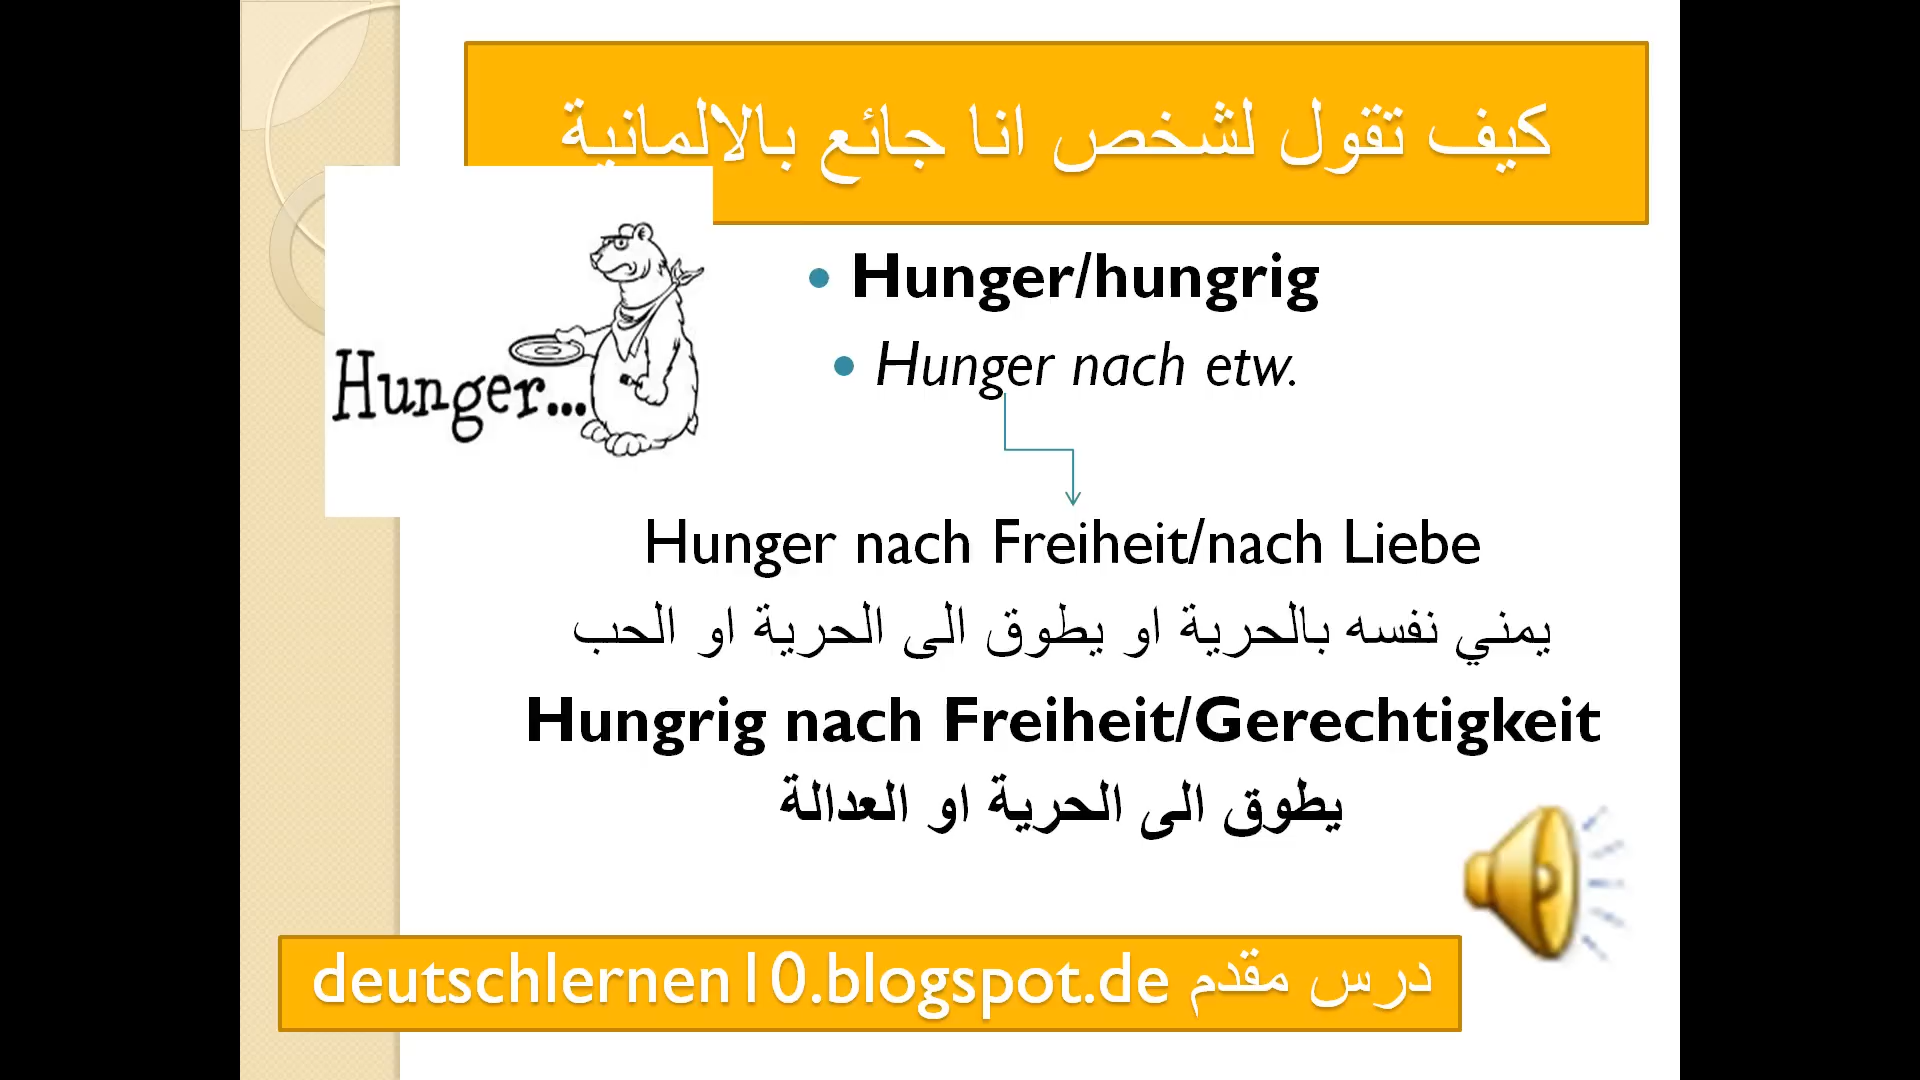 كيف تقول لشخص انا جائع بالالمانية
Hunger...
Hunger/hungrig
Hunger nach etw.
Hunger nach Freiheit/nach Liebe
يمني نفسه بالحرية او يطوق الى الحرية او الحب
Hungrig nach Freiheit/Gerechtigkeit
يطوق الى الحرية او العدالة
درس مقدم deutschlernen10.blogspot.de